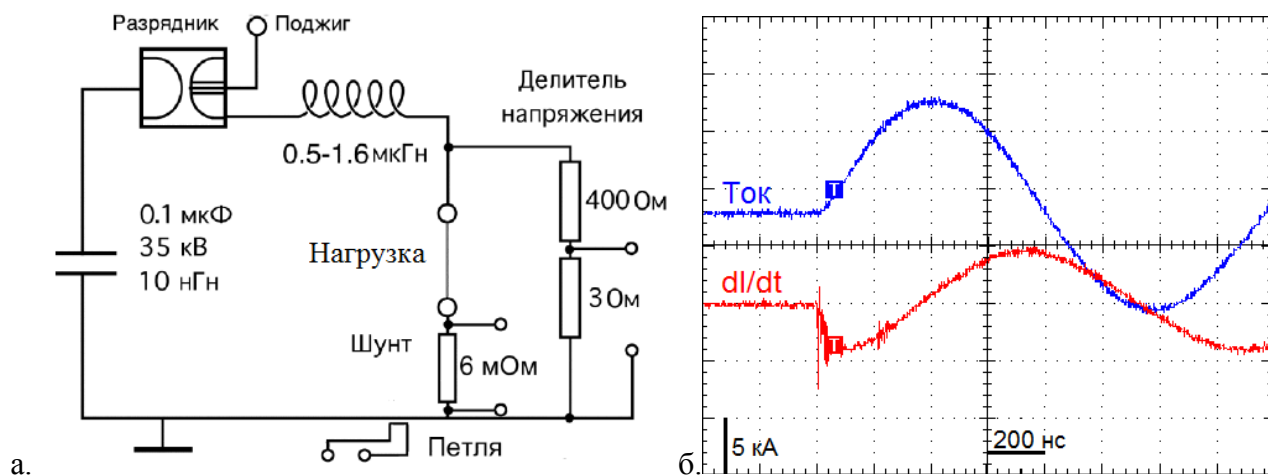 Разрядник
Поджиг
Делитель
напряжения
0.5-1.6 мкГн
400 Ом
0.1 мкФ
35 кВ
10 нГн
Нагрузка
3 Ом
Шунт
6 мОм
Петля
а.
Ток
dI/dt
T
T
5 кА
200 нс
б.